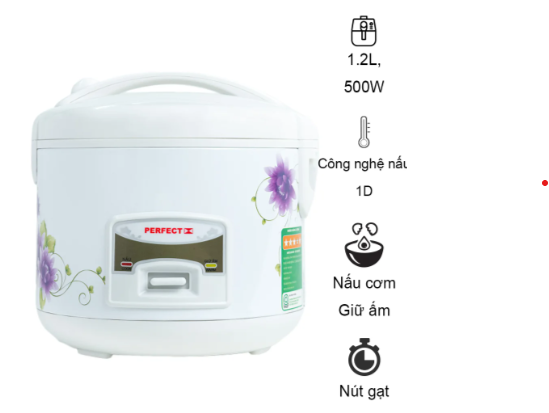 PERFECT
1.2L,
500W
Công nghệ nấu
1D
Nấu cơm
Giữ ấm
Nút gạt